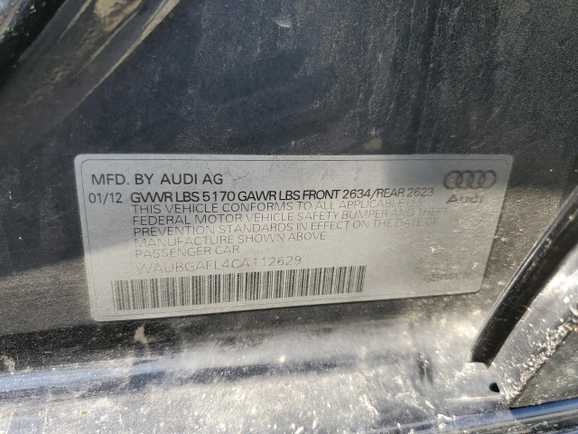 MFD. BY AUDI AG
01/12 GVWR LBS 5170 GAWR LBS FRONT 2634/REAR 2623
THIS VEHICLE CONFORMS TO ALL APPLICABLE
FEDERAL MOTOR VEHICLE SAFETY BUMPER AND
PREVENTION STANDARDS IN EFFECT ON THE DATE OF
MANUFACTURE SHOWN ABOVE.
PASSENGER CAR
WAUBGAFL4CA112629
Audi